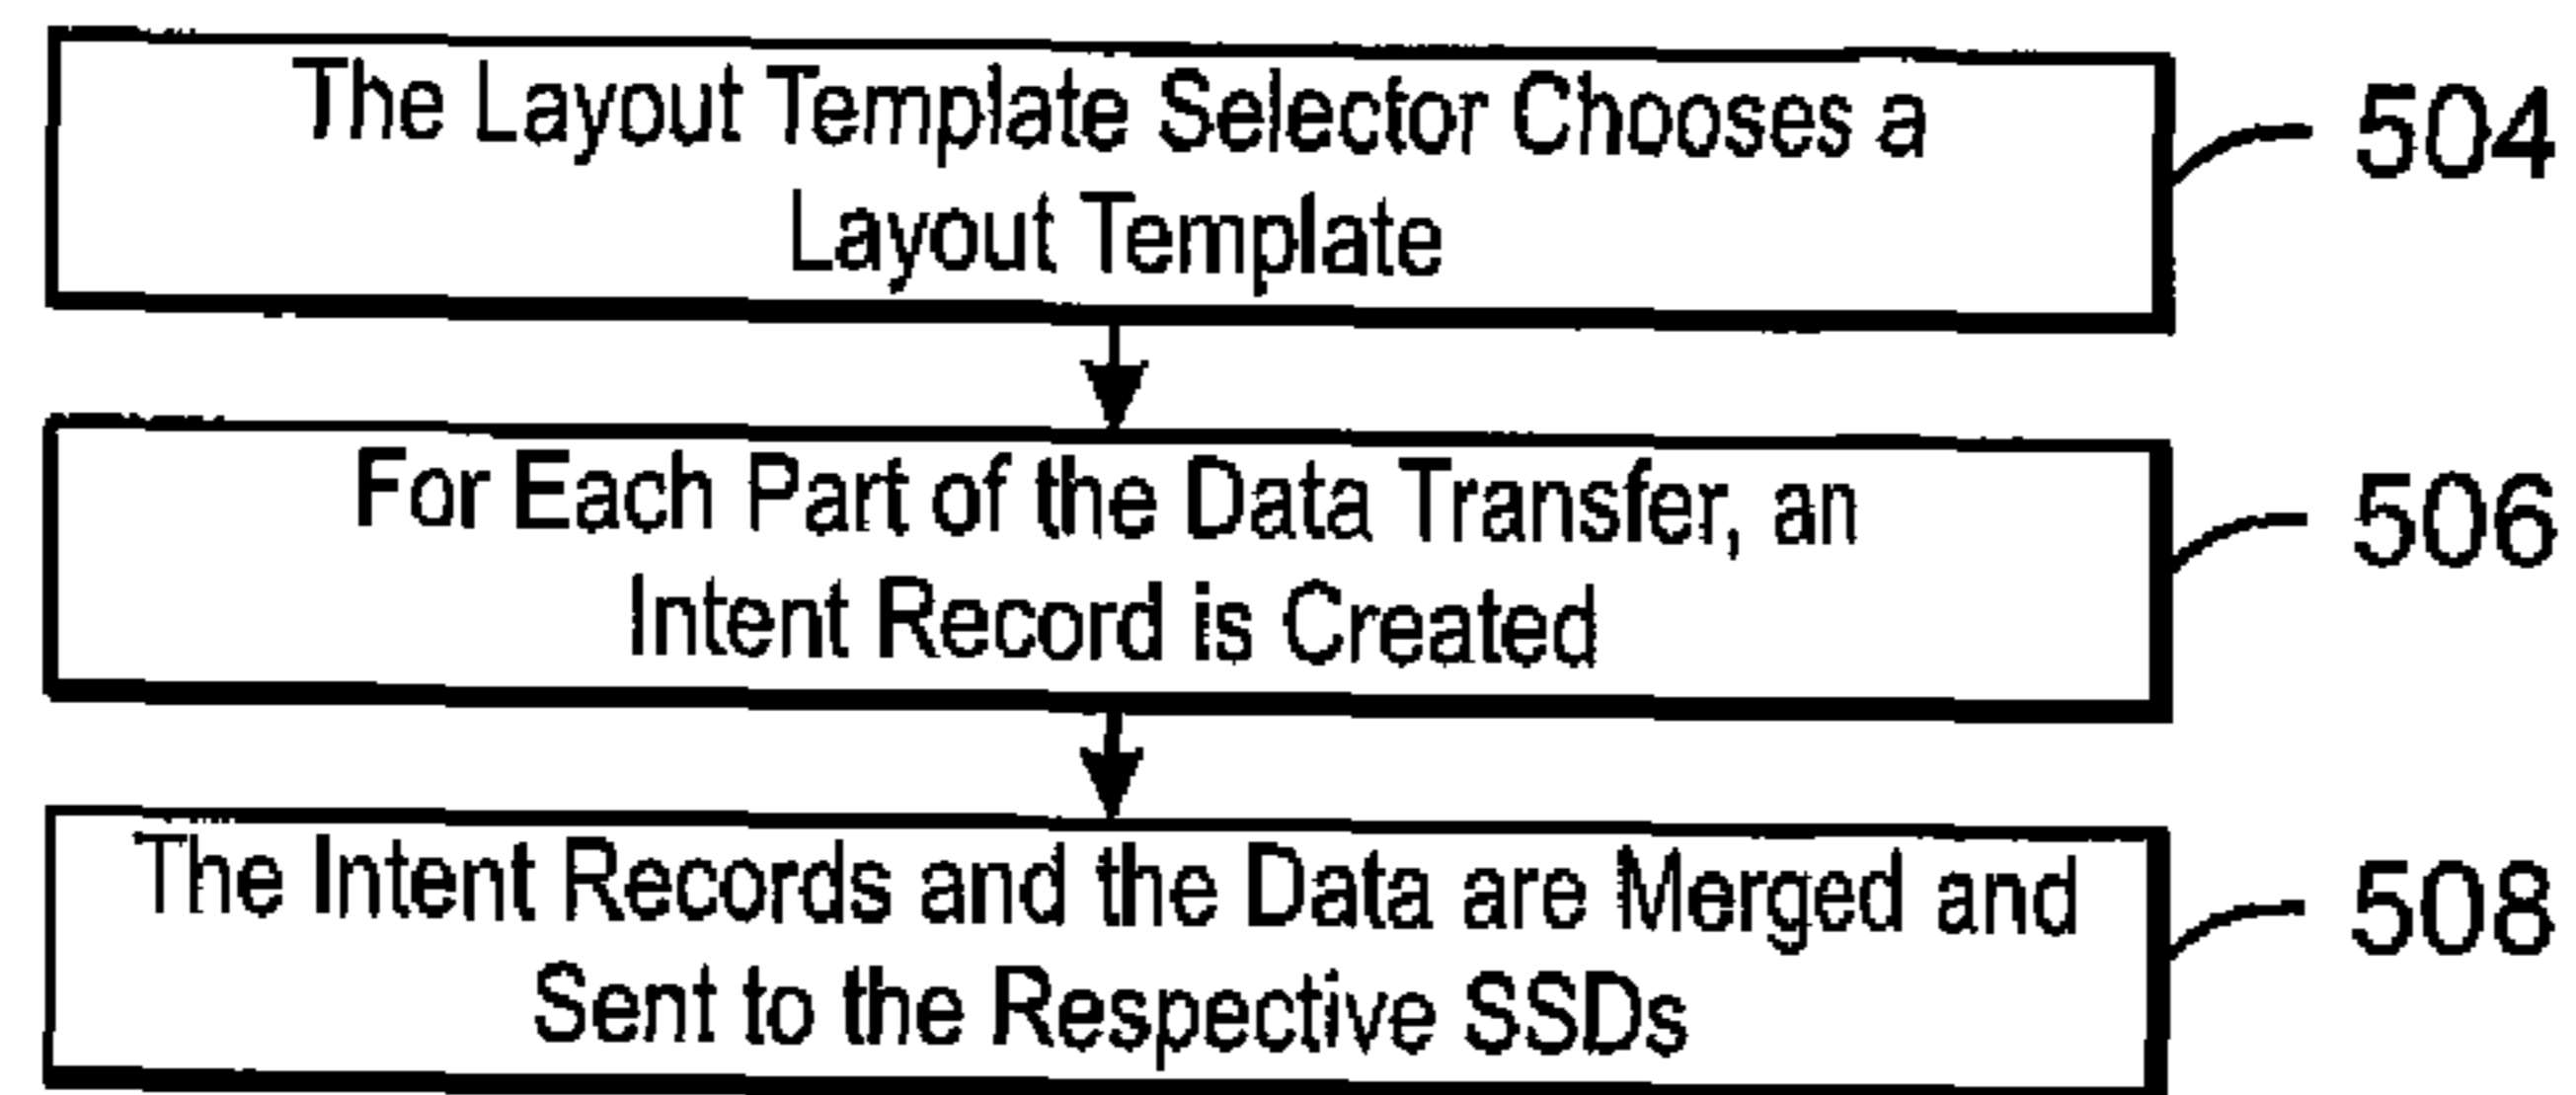 The Layout Template Selector Chooses a
Layout Template
504
For Each Part of the Data Transfer, an
Intent Record is Created
506
The Intent Records and the Data are Merged and
Sent to the Respective SSDs
508